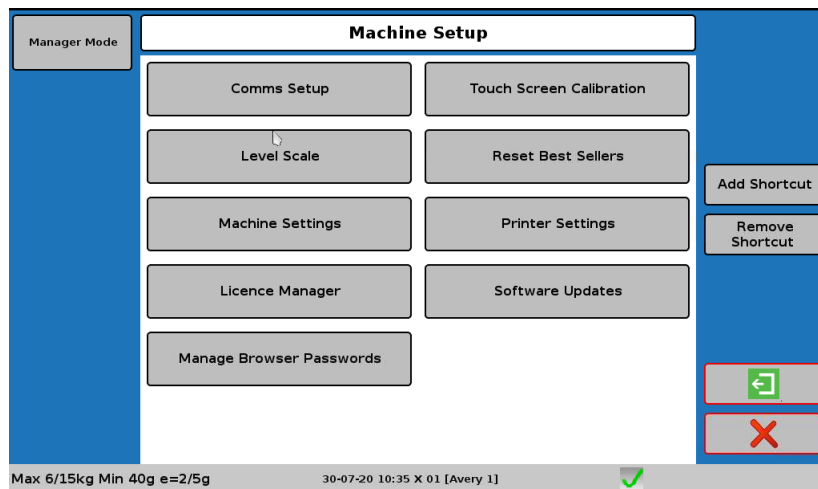 Manager Mode
Machine Setup
Comms Setup
Touch Screen Calibration
Level Scale
Reset Best Sellers
Add Shortcut
Machine Settings
Printer Settings
Remove
Shortcut
Licence Manager
Software Updates
Manage Browser Passwords
Max 6/15kg Min 40g e=2/5g
30-07-20 10:35 X 01 [Avery 1]